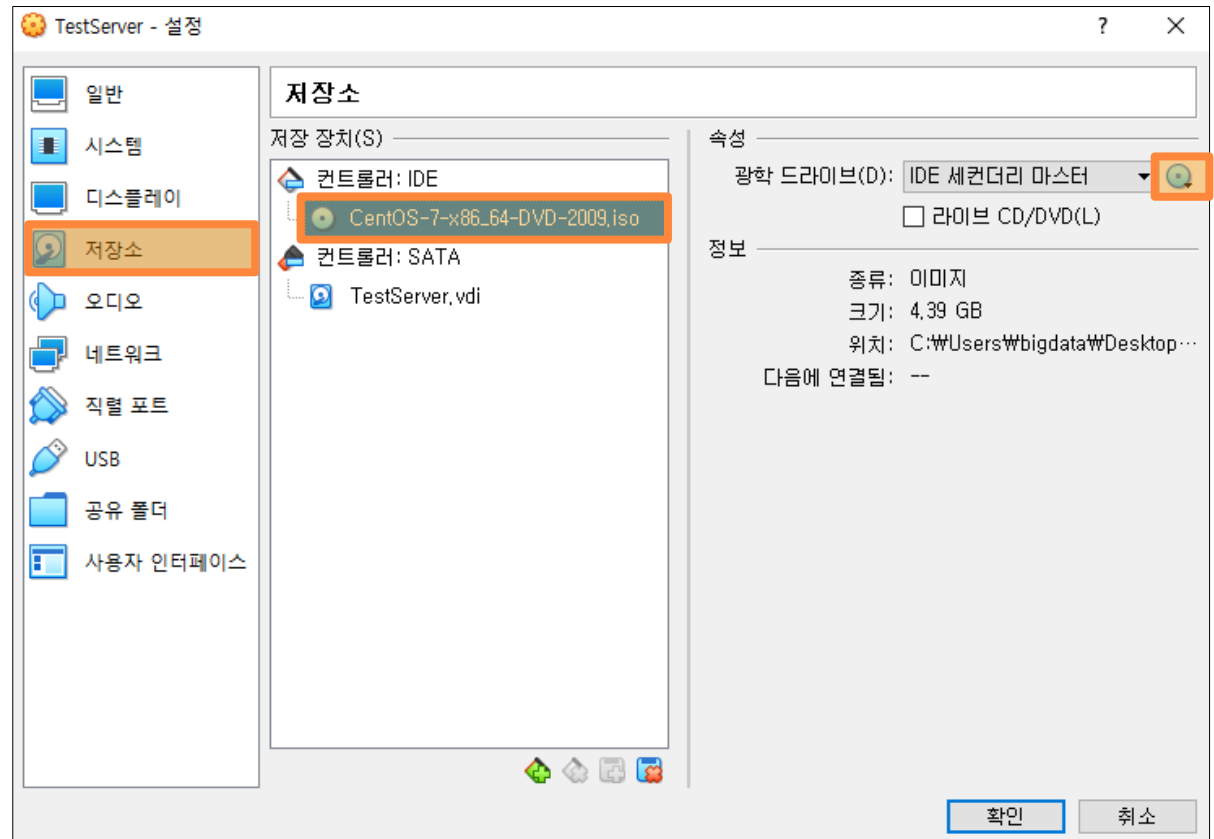 TestServer - 설정
?
일반
시스템
디스플레이
저장소
오디오
네트워크
직렬 포트
USB
공유 폴더
사용자 인터페이스
저장소
저장 장치(S)
컨트롤러: IDE
CentOS-7-x86_64-DVD-2009.iso
컨트롤러: SATA
TestServer.vdi
속성
광학 드라이브(D): IDE 세컨더리 마스터
라이브 CD/DVD(L)
정보
종류: 이미지
크기: 4.39 GB
위치: C:₩Users₩bigdata₩Desktop…
다음에 연결됨: --
확인
취소